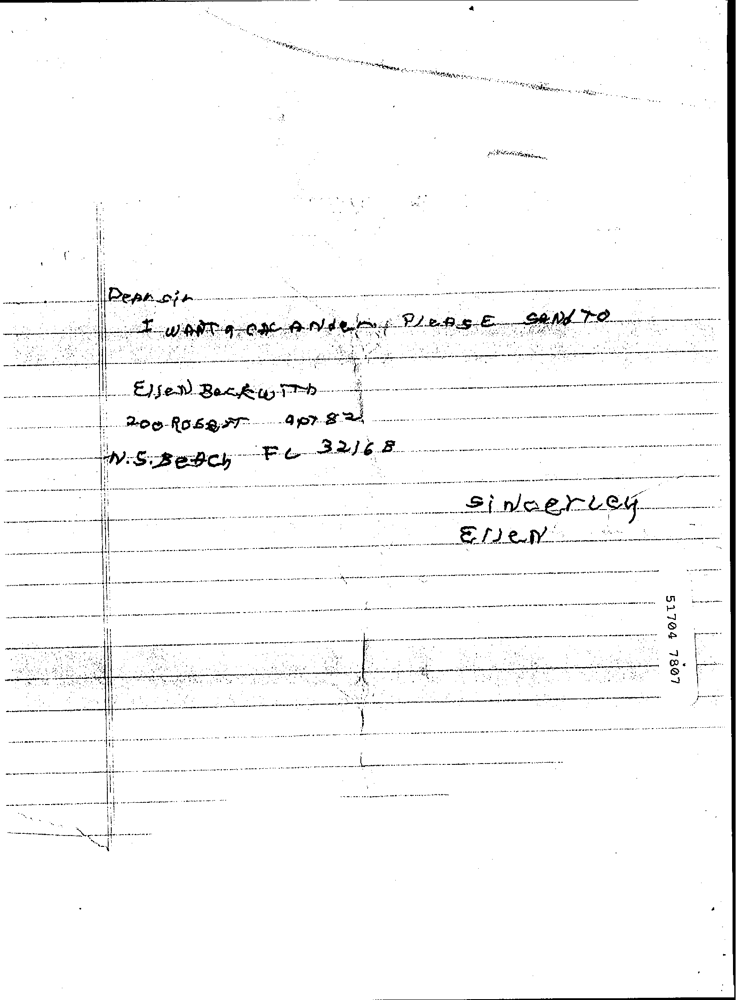 Dear sir
I WANT a CALANder, PLEASE SeNd TO
ElleN BeckwiTh
200 ROBERT apt 82
N.S. BeACh FL 32168
SiNcerLey
ElleN
51704 7807